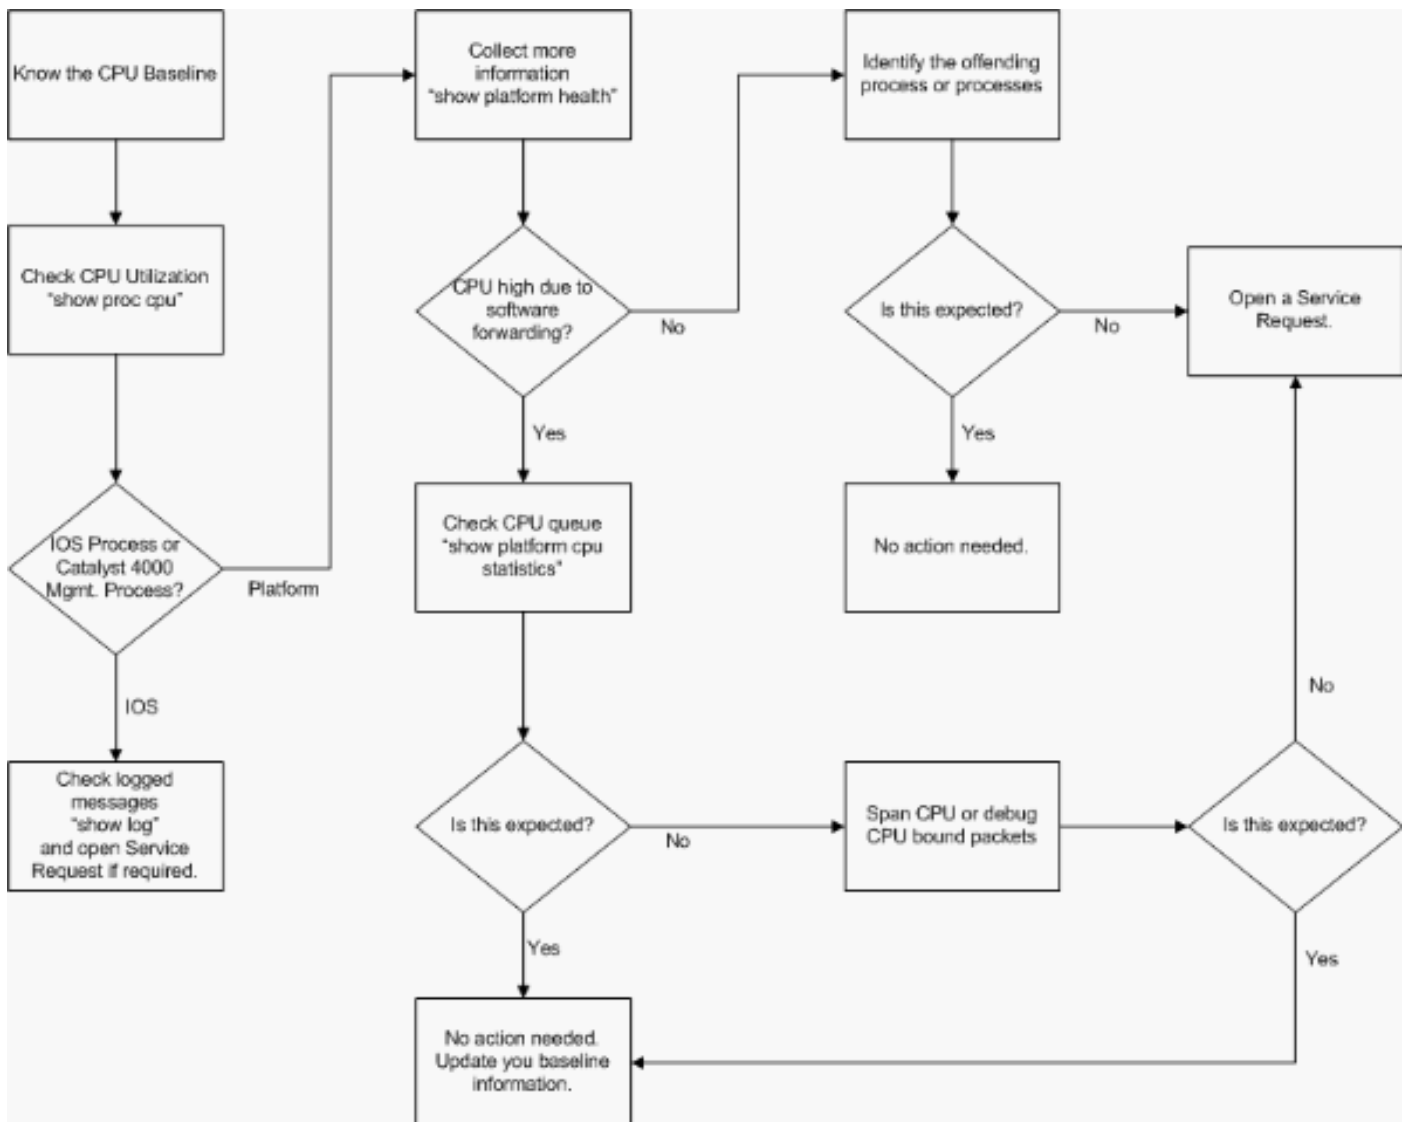 Know the CPU Baseline
Check CPU Utilization
“show proc cpu”
IOS Process or
Catalyst 4000
Mgmt. Process?
Platform
IOS
Check logged
messages
“show log”
and open Service
Request if required.
Collect more
information
“show platform health”
CPU high due to
software
forwarding?
No
Yes
Check CPU queue
“show platform cpu
statistics”
Is this expected?
No
Yes
No action needed.
Update you baseline
information.
Identify the offending
process or processes
Is this expected?
No
Yes
No action needed.
Span CPU or debug
CPU bound packets
Open a Service
Request.
No
Is this expected?
Yes